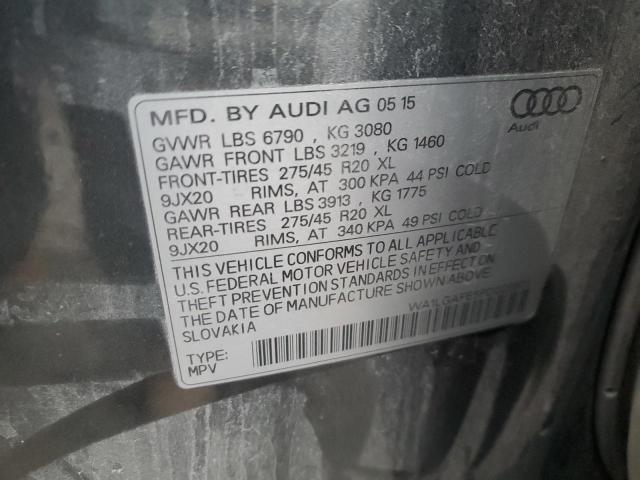 MFD. BY AUDI AG 05 15
GVWR LBS 6790 , KG 3080
GAWR FRONT LBS 3219 , KG 1460
FRONT-TIRES 275/45 R20 XL
9JX20 RIMS, AT 300 KPA 44 PSI COLD
GAWR REAR LBS 3913 , KG 1775
REAR-TIRES 275/45 R20 XL
9JX20 RIMS, AT 340 KPA 49 PSI COLD
THIS VEHICLE CONFORMS TO ALL APPLICABLE
U.S. FEDERAL MOTOR VEHICLE SAFETY AND
THEFT PREVENTION STANDARDS IN EFFECT ON
THE DATE OF MANUFACTURE SHOWN ABOVE
SLOVAKIA
TYPE:
MPV
Audi